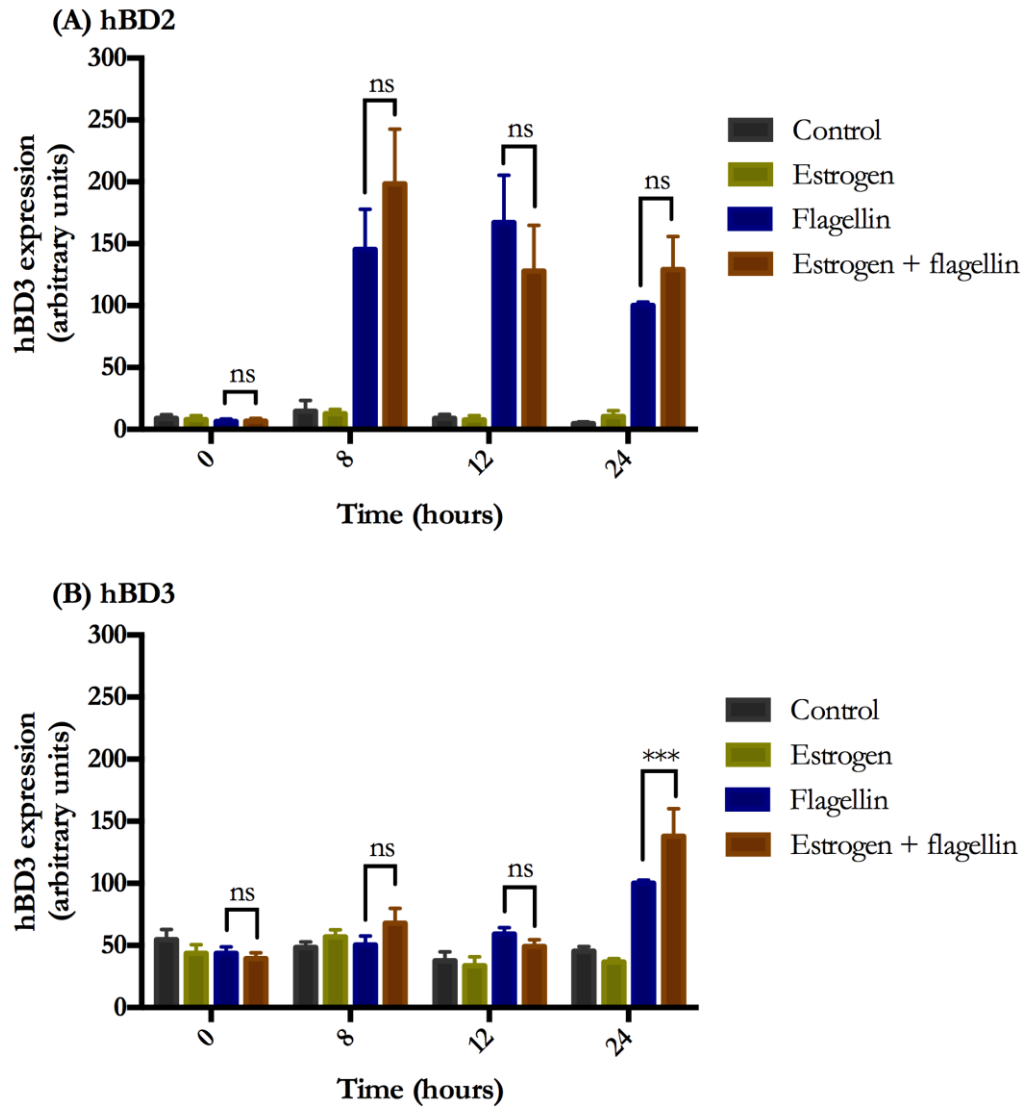 (A) hBD2
hBD3 expression
(arbitrary units)
300
250
200
150
100
50
0
ns
ns
ns
ns
0
8
12
24
Time (hours)
Control
Estrogen
Flagellin
Estrogen + flagellin
(B) hBD3
hBD3 expression
(arbitrary units)
300
250
200
150
100
50
0
ns
ns
ns
***
0
8
12
24
Time (hours)
Control
Estrogen
Flagellin
Estrogen + flagellin